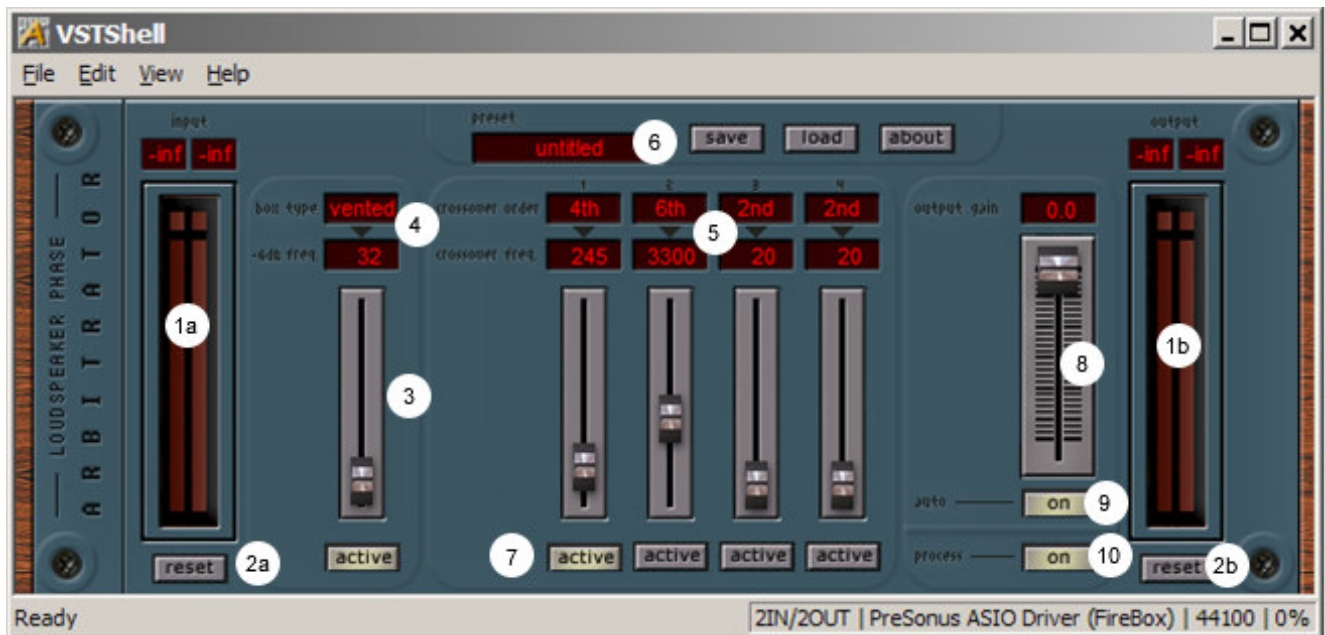 VSTShell
File Edit View Help
input
-inf -inf
preset
untitled
6
save load about
output
-inf -inf
LOUDSPEAKER PHASE
ARBITRATOR
box type vented
4
-6db freq. 32
1 2 3 4
crossover order 4th 6th 2nd 2nd
5
crossover freq. 245 3300 20 20
output gain 0.0
1a
1b
3
8
auto on 9
7
active active active active active
process on 10
reset 2a
reset 2b
Ready
2IN/2OUT | PreSonus ASIO Driver (FireBox) | 44100 | 0%